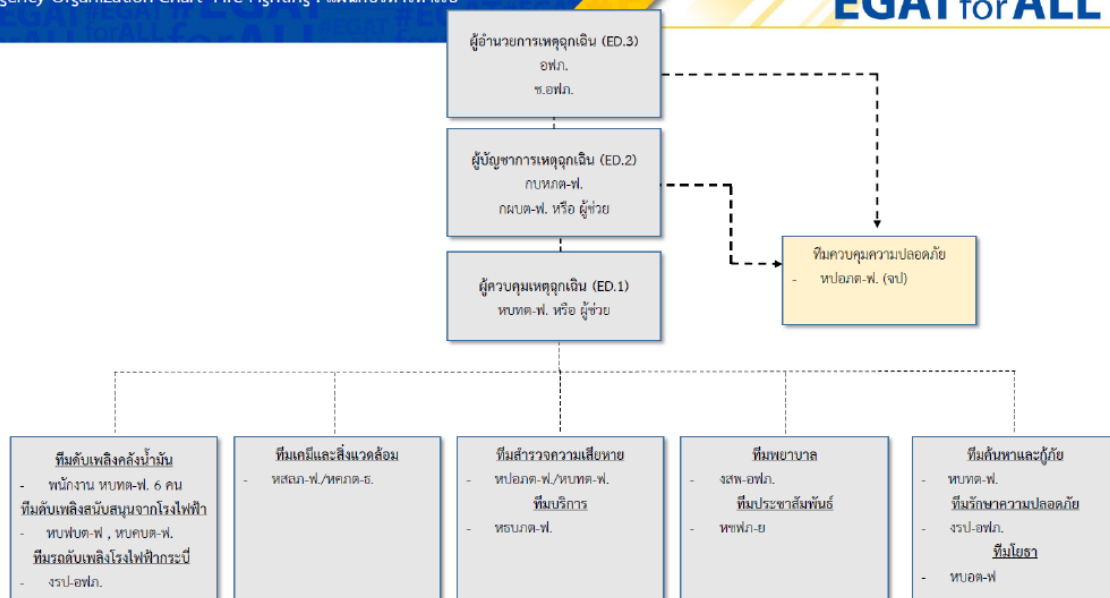 EGAT for ALL
ผู้อำนวยการเหตุฉุกเฉิน (ED.3)
อฟภ.
ช.อฟภ.
ผู้บัญชาการเหตุฉุกเฉิน (ED.2)
กบหภต-ฟ.
กผบต-ฟ. หรือ ผู้ช่วย
ทีมควบคุมความปลอดภัย
- หปอภต-ฟ. (จป)
ผู้ควบคุมเหตุฉุกเฉิน (ED.1)
หบทต-ฟ. หรือ ผู้ช่วย
ทีมดับเพลิงคลังน้ำมัน
- พนักงาน หบทต-ฟ. 6 คน
ทีมดับเพลิงสนับสนุนจากโรงไฟฟ้า
- หบฟบต-ฟ , หบคบต-ฟ.
ทีมรถดับเพลิงโรงไฟฟ้ากระบี่
- งรป-อฟภ.
ทีมเคมีและสิ่งแวดล้อม
- หสฌภ-ฟ./หคภต-ธ.
ทีมสำรวจความเสียหาย
- หปอภต-ฟ./หบทต-ฟ.
ทีมบริการ
- หธบภต-ฟ.
ทีมพยาบาล
- งสพ-อฟภ.
ทีมประชาสัมพันธ์
- หชฟภ-ย
ทีมค้นหาและกู้ภัย
- หบทต-ฟ.
ทีมรักษาความปลอดภัย
- งรป-อฟภ.
ทีมโยธา
- หบอต-ฟ